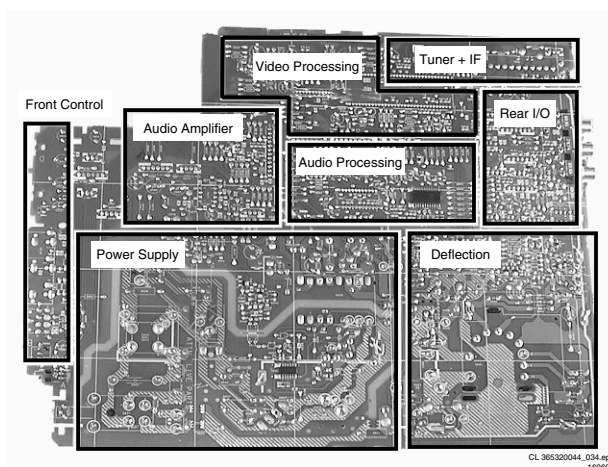 Tuner + IF
Video Processing
Front Control
Rear I/O
Audio Amplifier
Audio Processing
Power Supply
Deflection
CL 365320044_034.ep